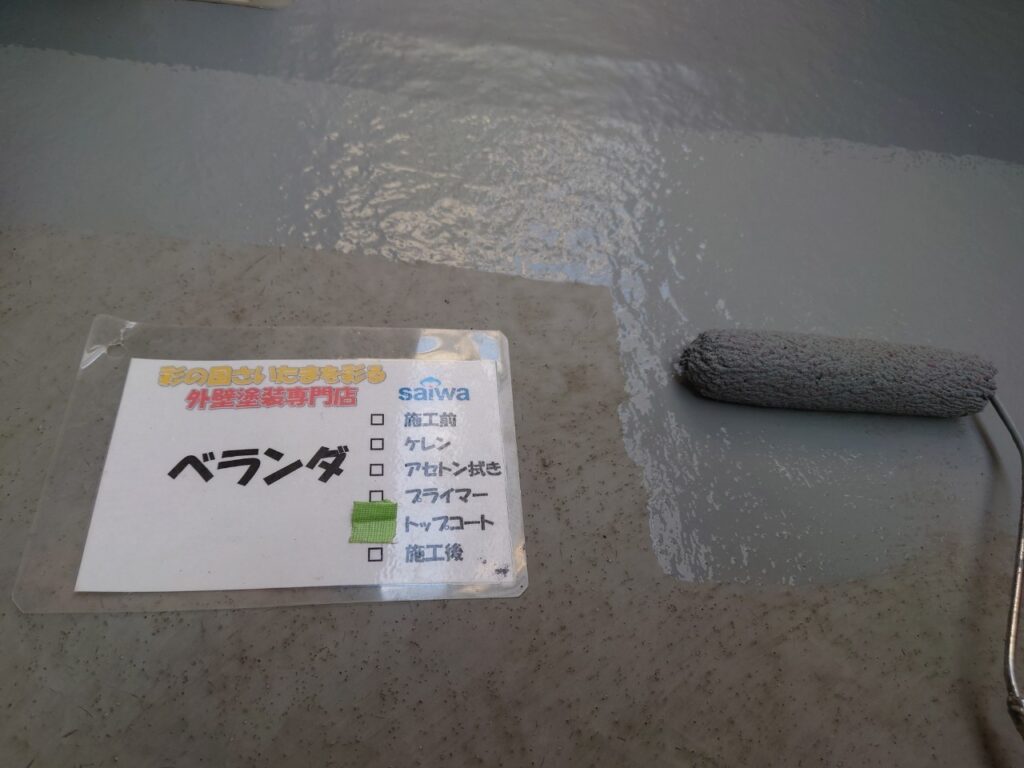 彩の国さいたまを彩る
外壁塗装専門店
saiwa
ベランダ
□ 施工前
□ ケレン
□ アセトン拭き
□ プライマー
トップコート
□ 施工後